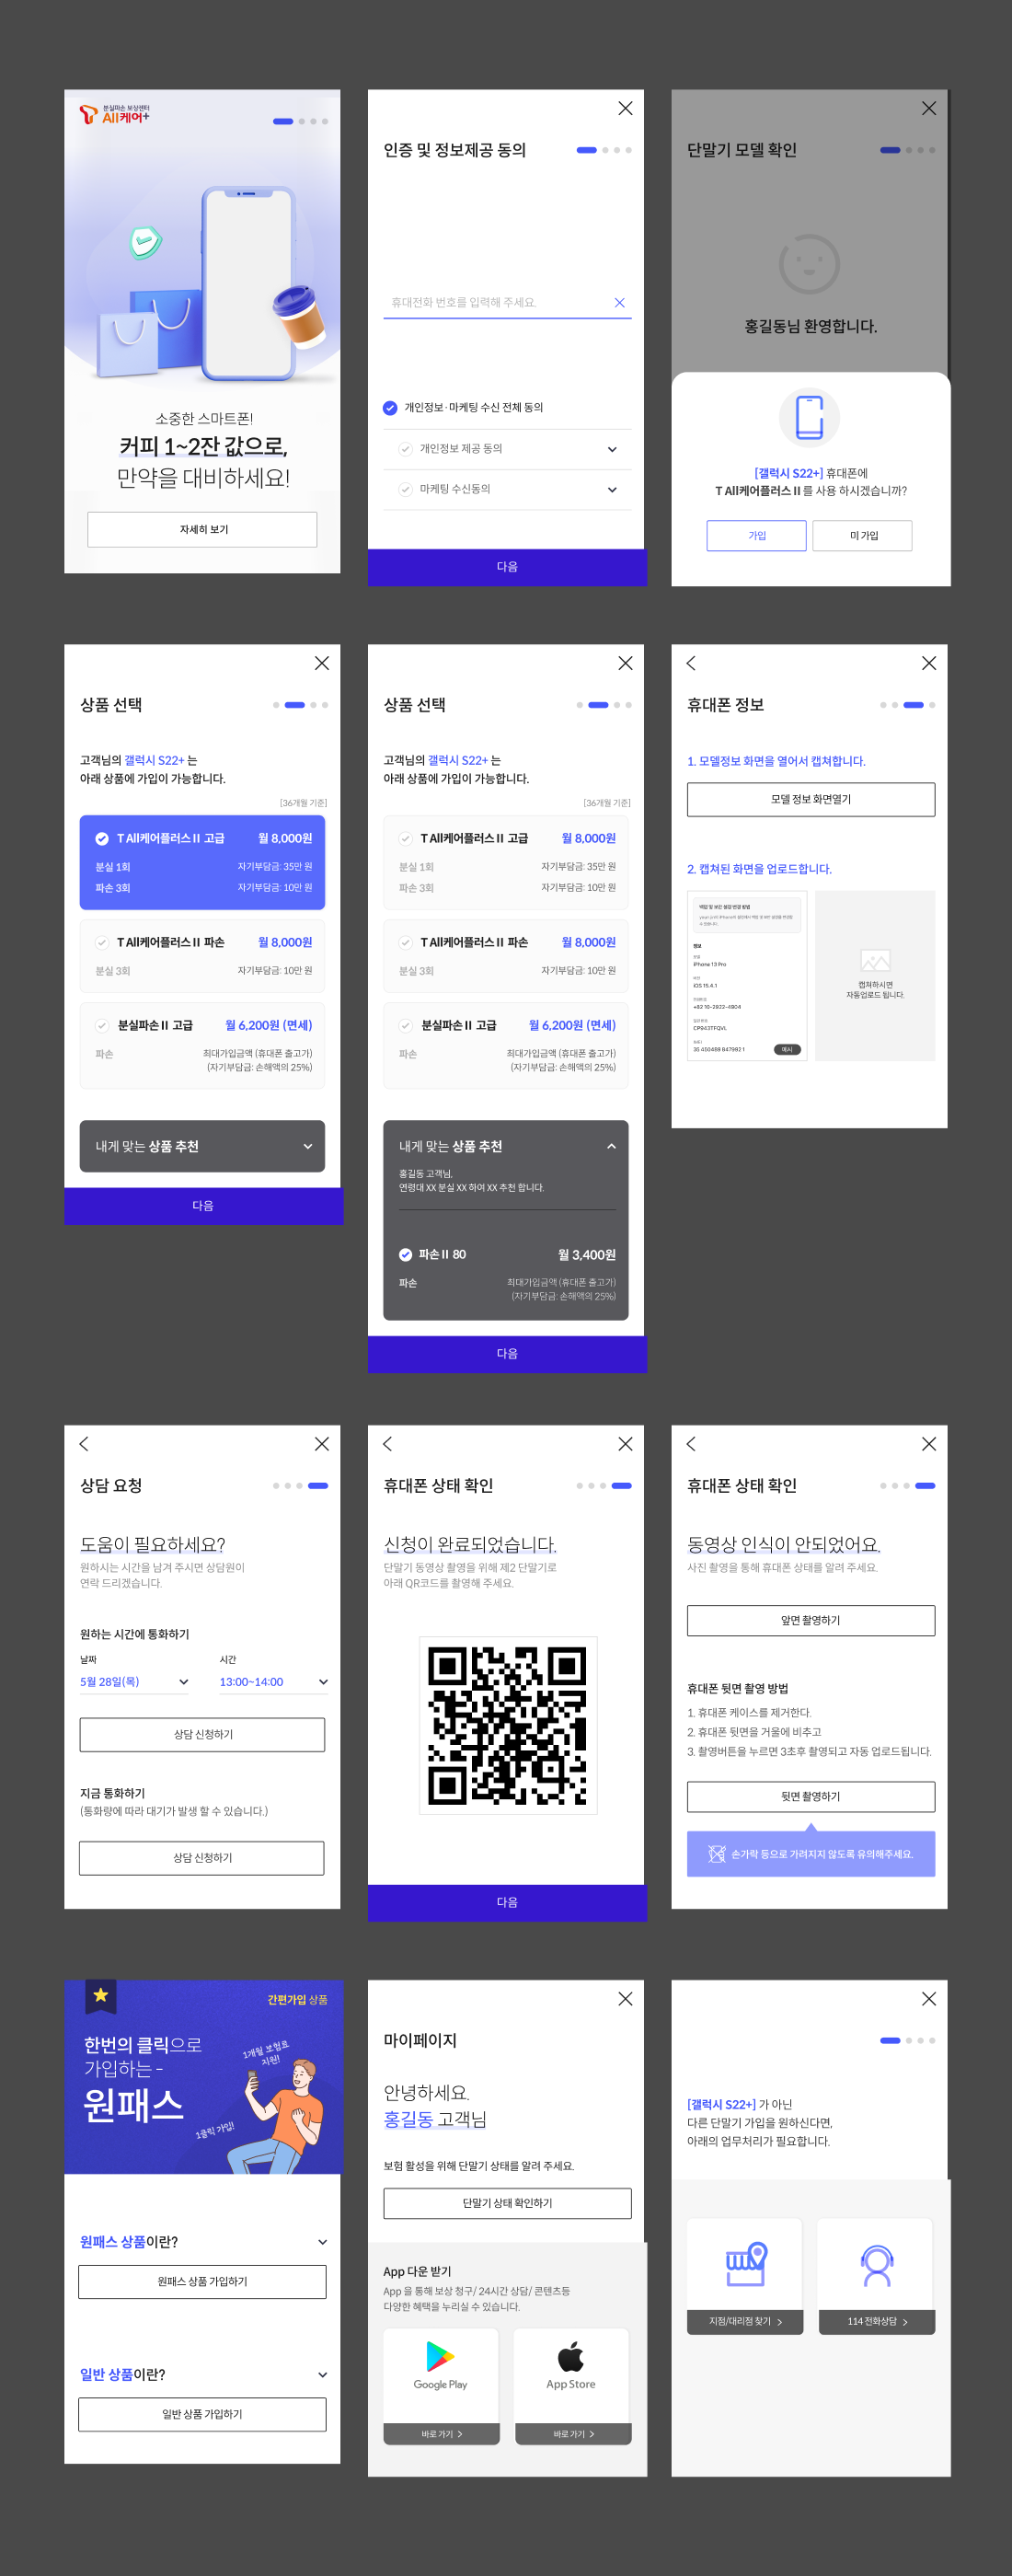 분실파손 보상센터
T All케어+
소중한 스마트폰!
커피 1~2잔 값으로,
만약을 대비하세요!
자세히 보기
인증 및 정보제공 동의
휴대전화 번호를 입력해 주세요.
개인정보·마케팅 수신 전체 동의
개인정보 제공 동의
마케팅 수신동의
다음
단말기 모델 확인
홍길동님 환영합니다.
[갤럭시 S22+] 휴대폰에
T All케어플러스Ⅱ를 사용 하시겠습니까?
가입
미 가입
상품 선택
고객님의 갤럭시 S22+ 는
아래 상품에 가입이 가능합니다.
[36개월 기준]
T All케어플러스Ⅱ 고급 월 8,000원
분실 1회 자기부담금: 35만 원
파손 3회 자기부담금: 10만 원
T All케어플러스Ⅱ 파손 월 8,000원
분실 3회 자기부담금: 10만 원
분실파손Ⅱ 고급 월 6,200원 (면세)
파손 최대가입금액 (휴대폰 출고가)
(자기부담금: 손해액의 25%)
내게 맞는 상품 추천
다음
상품 선택
고객님의 갤럭시 S22+ 는
아래 상품에 가입이 가능합니다.
[36개월 기준]
T All케어플러스Ⅱ 고급 월 8,000원
분실 1회 자기부담금: 35만 원
파손 3회 자기부담금: 10만 원
T All케어플러스Ⅱ 파손 월 8,000원
분실 3회 자기부담금: 10만 원
분실파손Ⅱ 고급 월 6,200원 (면세)
파손 최대가입금액 (휴대폰 출고가)
(자기부담금: 손해액의 25%)
내게 맞는 상품 추천
홍길동 고객님,
연령대 XX 분실 XX 하여 XX 추천 합니다.
파손Ⅱ 80 월 3,400원
파손 최대가입금액 (휴대폰 출고가)
(자기부담금: 손해액의 25%)
다음
휴대폰 정보
1. 모델정보 화면을 열어서 캡쳐합니다.
모델 정보 화면열기
2. 캡쳐된 화면을 업로드합니다.
정보
iPhone 13 Pro
iOS 15.4.1
+82 10-2922-4904
CP943TFQVL
예시
캡쳐하시면
자동업로드 됩니다.
상담 요청
도움이 필요하세요?
원하시는 시간을 남겨 주시면 상담원이
연락 드리겠습니다.
원하는 시간에 통화하기
날짜 시간
5월 28일(목) 13:00~14:00
상담 신청하기
지금 통화하기
(통화량에 따라 대기가 발생 할 수 있습니다.)
상담 신청하기
휴대폰 상태 확인
신청이 완료되었습니다.
단말기 동영상 촬영을 위해 제2 단말기로
아래 QR코드를 촬영해 주세요.
다음
휴대폰 상태 확인
동영상 인식이 안되었어요.
사진 촬영을 통해 휴대폰 상태를 알려 주세요.
앞면 촬영하기
휴대폰 뒷면 촬영 방법
1. 휴대폰 케이스를 제거한다.
2. 휴대폰 뒷면을 거울에 비추고
3. 촬영버튼을 누르면 3초후 촬영되고 자동 업로드됩니다.
뒷면 촬영하기
손가락 등으로 가려지지 않도록 유의해주세요.
간편가입 상품
한번의 클릭으로
가입하는 -
원패스
1개월 보험료
지원!
1클릭 가입!
원패스 상품이란?
원패스 상품 가입하기
일반 상품이란?
일반 상품 가입하기
마이페이지
안녕하세요.
홍길동 고객님
보험 활성을 위해 단말기 상태를 알려 주세요.
단말기 상태 확인하기
App 다운 받기
App 을 통해 보상 청구/ 24시간 상담/ 콘텐츠등
다양한 혜택을 누리실 수 있습니다.
Google Play
바로 가기
App Store
바로 가기
[갤럭시 S22+] 가 아닌
다른 단말기 가입을 원하신다면,
아래의 업무처리가 필요합니다.
지점/대리점 찾기
114 전화상담